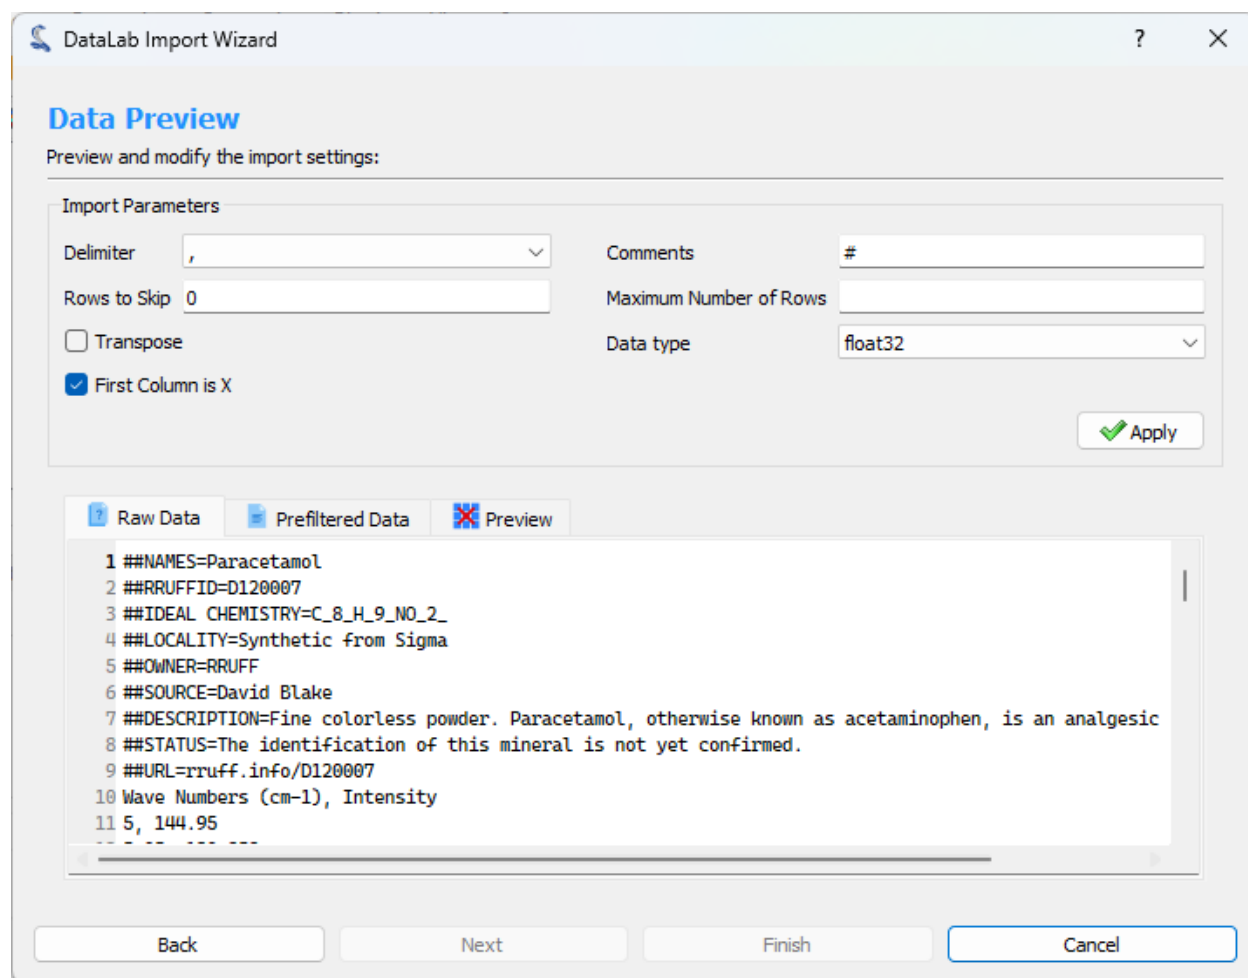 DataLab Import Wizard
?
Data Preview
Preview and modify the import settings:
Import Parameters
Delimiter , Comments #
Rows to Skip 0 Maximum Number of Rows
Transpose Data type float32
First Column is X
Apply
Raw Data Prefiltered Data Preview
1 ##NAMES=Paracetamol
2 ##RRUFFID=D120007
3 ##IDEAL CHEMISTRY=C_8_H_9_NO_2_
4 ##LOCALITY=Synthetic from Sigma
5 ##OWNER=RRUFF
6 ##SOURCE=David Blake
7 ##DESCRIPTION=Fine colorless powder. Paracetamol, otherwise known as acetaminophen, is an analgesic
8 ##STATUS=The identification of this mineral is not yet confirmed.
9 ##URL=rruff.info/D120007
10 Wave Numbers (cm-1), Intensity
11 5, 144.95
Back Next Finish Cancel